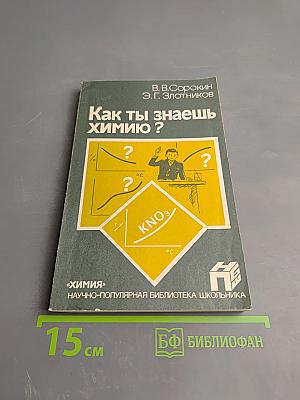 В. В. Сорокин
Э. Г. Злотников
Как ты знаешь
химию?
?
?
?
°C
KNO₃
°C
«ХИМИЯ»
НАУЧНО-ПОПУЛЯРНАЯ БИБЛИОТЕКА ШКОЛЬНИКА
15 см
БФ БИБЛИОФАН